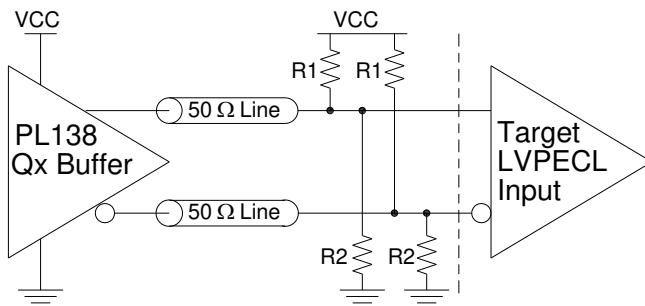 VCC
VCC
R1
R1
50 Ω Line
PL138
Qx Buffer
Target
LVPECL
Input
50 Ω Line
R2
R2